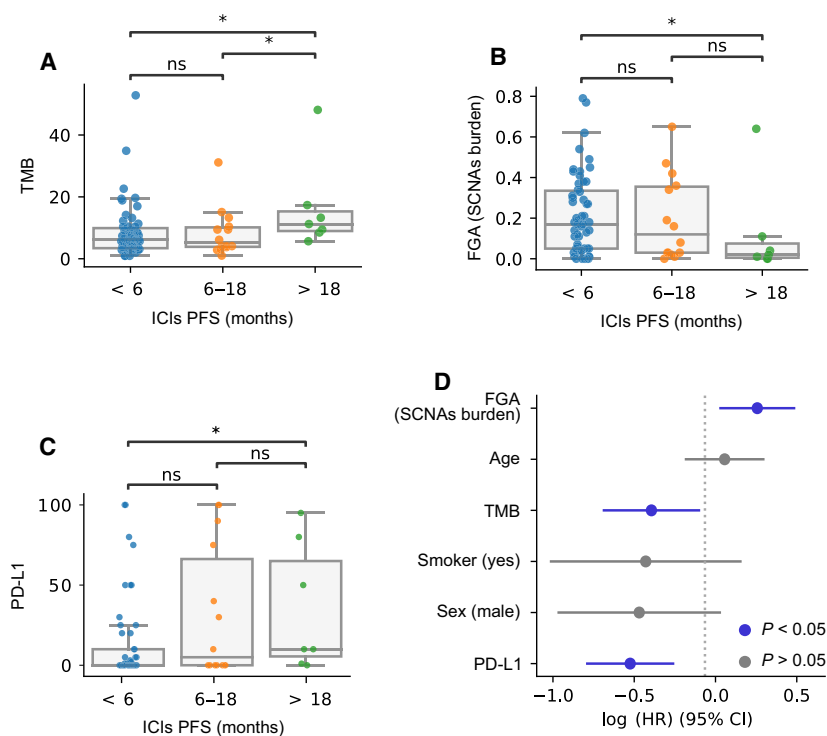 A
*
*
ns
TMB
40
20
0
< 6
6–18
> 18
ICIs PFS (months)
B
*
ns
ns
FGA (SCNAs burden)
0.8
0.6
0.4
0.2
0.0
< 6
6–18
> 18
ICIs PFS (months)
C
*
ns
ns
PD-L1
100
50
0
< 6
6–18
> 18
ICIs PFS (months)
D
FGA
(SCNAs burden)
Age
TMB
Smoker (yes)
Sex (male)
PD-L1
P < 0.05
P > 0.05
−1.0
−0.5
0.0
0.5
log (HR) (95% CI)